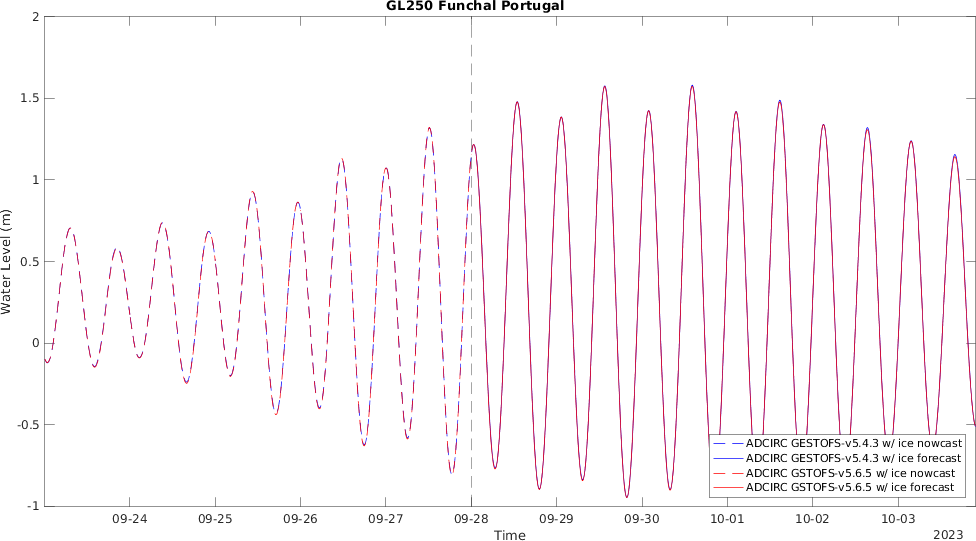 GL250 Funchal Portugal
2
1.5
1
0.5
0
-0.5
-1
Water Level (m)
ADCIRC GESTOFS-v5.4.3 w/ ice nowcast
ADCIRC GESTOFS-v5.4.3 w/ ice forecast
ADCIRC GSTOFS-v5.6.5 w/ ice nowcast
ADCIRC GSTOFS-v5.6.5 w/ ice forecast
09-24 09-25 09-26 09-27 09-28 09-29 09-30 10-01 10-02 10-03
Time
2023